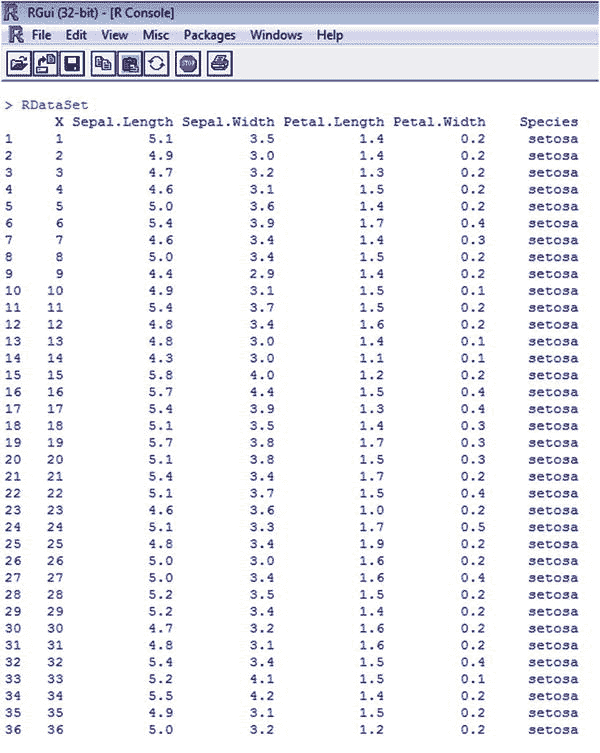 RGui (32-bit) - [R Console]
File Edit View Misc Packages Windows Help
STOP
> RDataSet
X Sepal.Length Sepal.Width Petal.Length Petal.Width Species
1 1 5.1 3.5 1.4 0.2 setosa
2 2 4.9 3.0 1.4 0.2 setosa
3 3 4.7 3.2 1.3 0.2 setosa
4 4 4.6 3.1 1.5 0.2 setosa
5 5 5.0 3.6 1.4 0.2 setosa
6 6 5.4 3.9 1.7 0.4 setosa
7 7 4.6 3.4 1.4 0.3 setosa
8 8 5.0 3.4 1.5 0.2 setosa
9 9 4.4 2.9 1.4 0.2 setosa
10 10 4.9 3.1 1.5 0.1 setosa
11 11 5.4 3.7 1.5 0.2 setosa
12 12 4.8 3.4 1.6 0.2 setosa
13 13 4.8 3.0 1.4 0.1 setosa
14 14 4.3 3.0 1.1 0.1 setosa
15 15 5.8 4.0 1.2 0.2 setosa
16 16 5.7 4.4 1.5 0.4 setosa
17 17 5.4 3.9 1.3 0.4 setosa
18 18 5.1 3.5 1.4 0.3 setosa
19 19 5.7 3.8 1.7 0.3 setosa
20 20 5.1 3.8 1.5 0.3 setosa
21 21 5.4 3.4 1.7 0.2 setosa
22 22 5.1 3.7 1.5 0.4 setosa
23 23 4.6 3.6 1.0 0.2 setosa
24 24 5.1 3.3 1.7 0.5 setosa
25 25 4.8 3.4 1.9 0.2 setosa
26 26 5.0 3.0 1.6 0.2 setosa
27 27 5.0 3.4 1.6 0.4 setosa
28 28 5.2 3.5 1.5 0.2 setosa
29 29 5.2 3.4 1.4 0.2 setosa
30 30 4.7 3.2 1.6 0.2 setosa
31 31 4.8 3.1 1.6 0.2 setosa
32 32 5.4 3.4 1.5 0.4 setosa
33 33 5.2 4.1 1.5 0.1 setosa
34 34 5.5 4.2 1.4 0.2 setosa
35 35 4.9 3.1 1.5 0.2 setosa
36 36 5.0 3.2 1.2 0.2 setosa